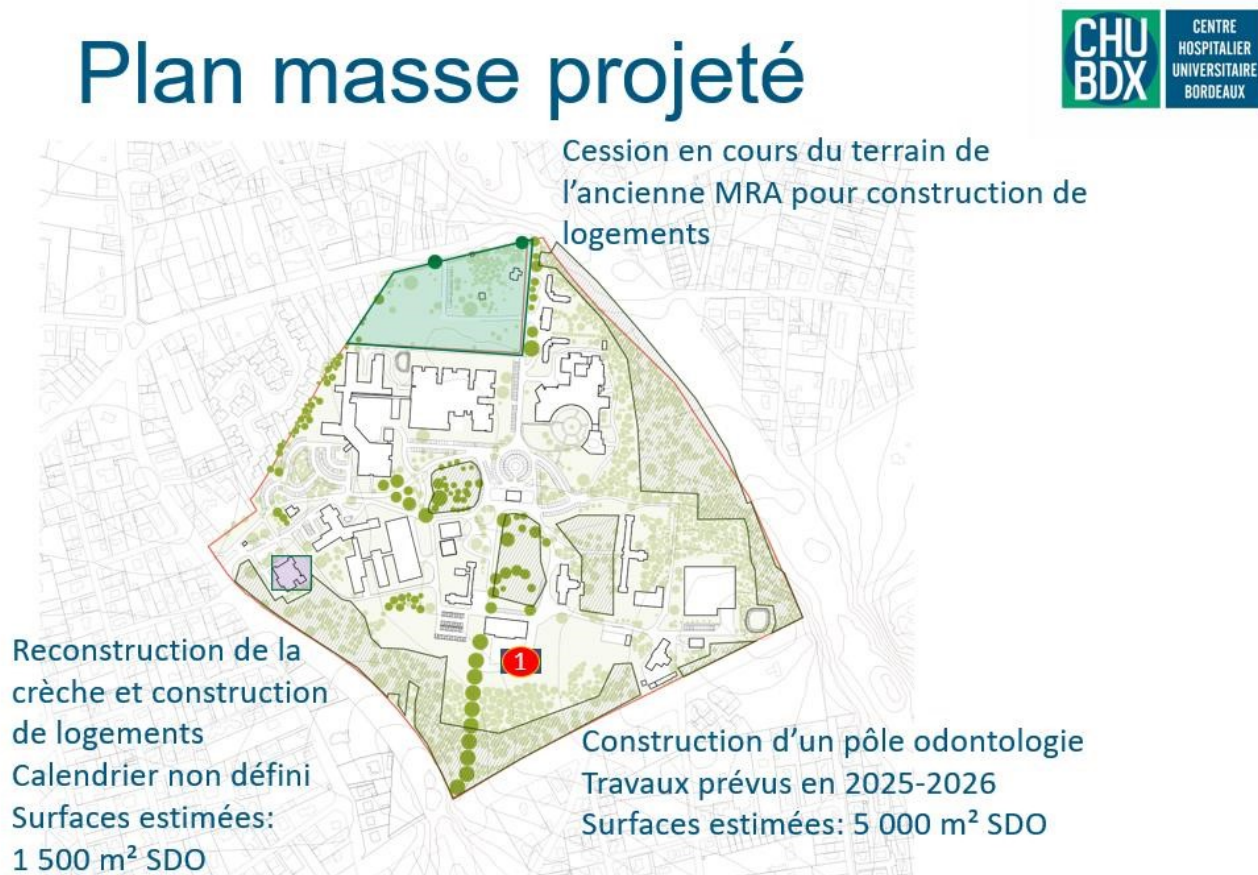 Plan masse projeté
CHU
BDX
CENTRE
HOSPITALIER
UNIVERSITAIRE
BORDEAUX
Cession en cours du terrain de
l’ancienne MRA pour construction de
logements
1
Reconstruction de la
crèche et construction
de logements
Calendrier non défini
Surfaces estimées:
1 500 m² SDO
Construction d’un pôle odontologie
Travaux prévus en 2025-2026
Surfaces estimées: 5 000 m² SDO